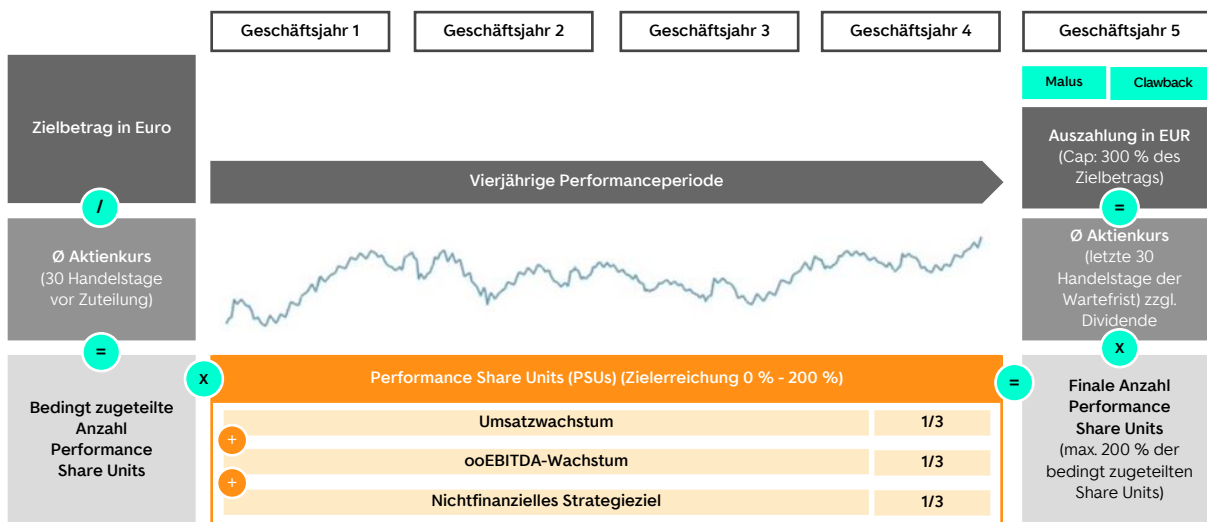 Geschäftsjahr 1
Geschäftsjahr 2
Geschäftsjahr 3
Geschäftsjahr 4
Geschäftsjahr 5
Malus
Clawback
Zielbetrag in Euro
Auszahlung in EUR
(Cap: 300 % des
Zielbetrags)
Vierjährige Performanceperiode
/
=
Ø Aktienkurs
(30 Handelstage
vor Zuteilung)
Ø Aktienkurs
(letzte 30
Handelstage der
Wartefrist) zzgl.
Dividende
=
x
Bedingt zugeteilte
Anzahl
Performance
Share Units
x
Performance Share Units (PSUs) (Zielerreichung 0 % - 200 %)
Umsatzwachstum
1/3
+
ooEBITDA-Wachstum
1/3
+
Nichtfinanzielles Strategieziel
1/3
=
Finale Anzahl
Performance
Share Units
(max. 200 % der
bedingt zugeteilten
Share Units)